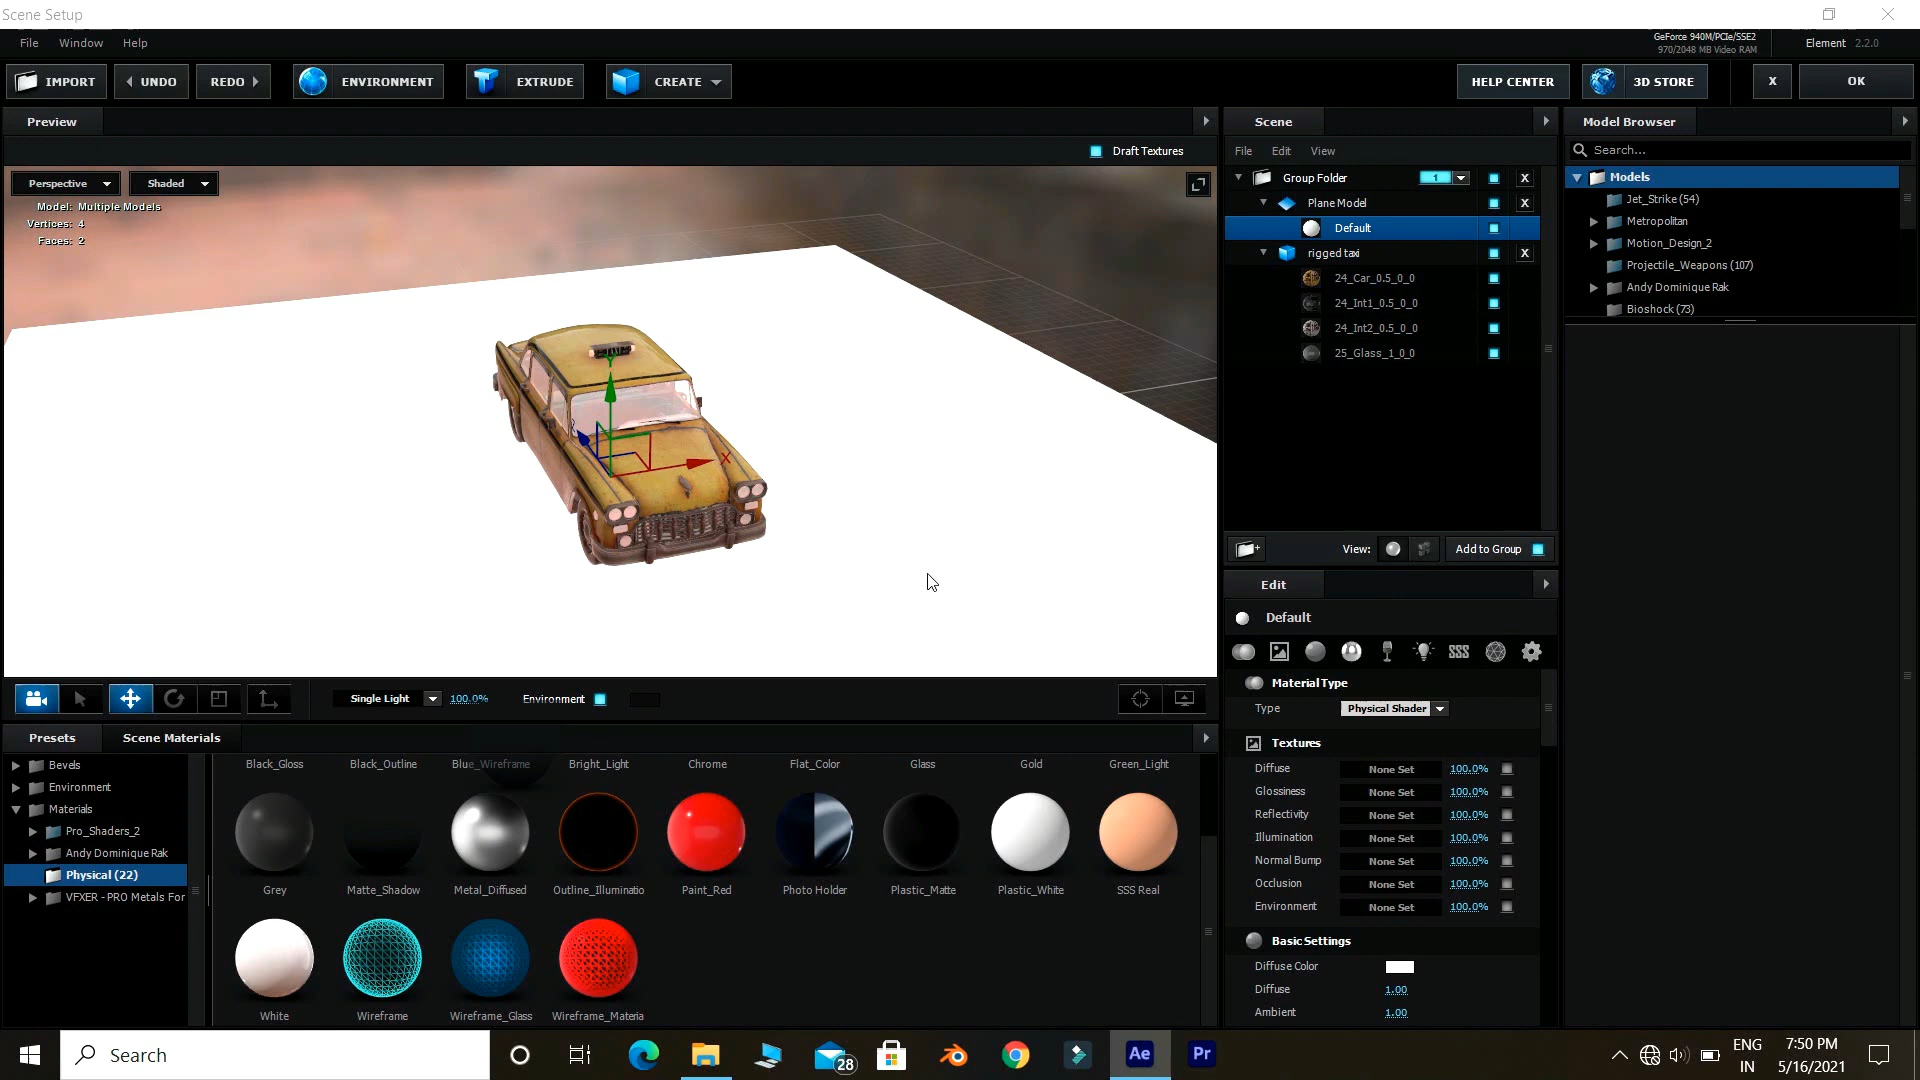 Scene Setup
File Window Help
GeForce 940M/PCIe/SSE2
970/2048 MB Video RAM
Element 2.2.0
IMPORT UNDO REDO ENVIRONMENT EXTRUDE CREATE HELP CENTER 3D STORE X OK
Preview
Draft Textures
Perspective Shaded
Model: Multiple Models
Vertices: 4
Faces: 2
Y
X
Single Light 100.0% Environment
Scene
File Edit View
Group Folder 1 X
Plane Model X
Default
rigged taxi X
24_Car_0.5_0_0
24_Int1_0.5_0_0
24_Int2_0.5_0_0
25_Glass_1_0_0
View: Add to Group
Model Browser
Search...
Models
Jet_Strike (54)
Metropolitan
Motion_Design_2
Projectile_Weapons (107)
Andy Dominique Rak
Bioshock (73)
Edit
Default
Material Type
Type Physical Shader
Textures
Diffuse None Set 100.0%
Glossiness None Set 100.0%
Reflectivity None Set 100.0%
Illumination None Set 100.0%
Normal Bump None Set 100.0%
Occlusion None Set 100.0%
Environment None Set 100.0%
Basic Settings
Diffuse Color
Diffuse 1.00
Ambient 1.00
Presets Scene Materials
Bevels
Environment
Materials
Pro_Shaders_2
Andy Dominique Rak
Physical (22)
VFXER - PRO Metals For
Black_Gloss Black_Outline Blue_Wireframe Bright_Light Chrome Flat_Color Glass Gold Green_Light
Grey Matte_Shadow Metal_Diffused Outline_Illuminatio Paint_Red Photo Holder Plastic_Matte Plastic_White SSS Real
White Wireframe Wireframe_Glass Wireframe_Materia
Search
28
Ae
Pr
ENG
IN
7:50 PM
5/16/2021